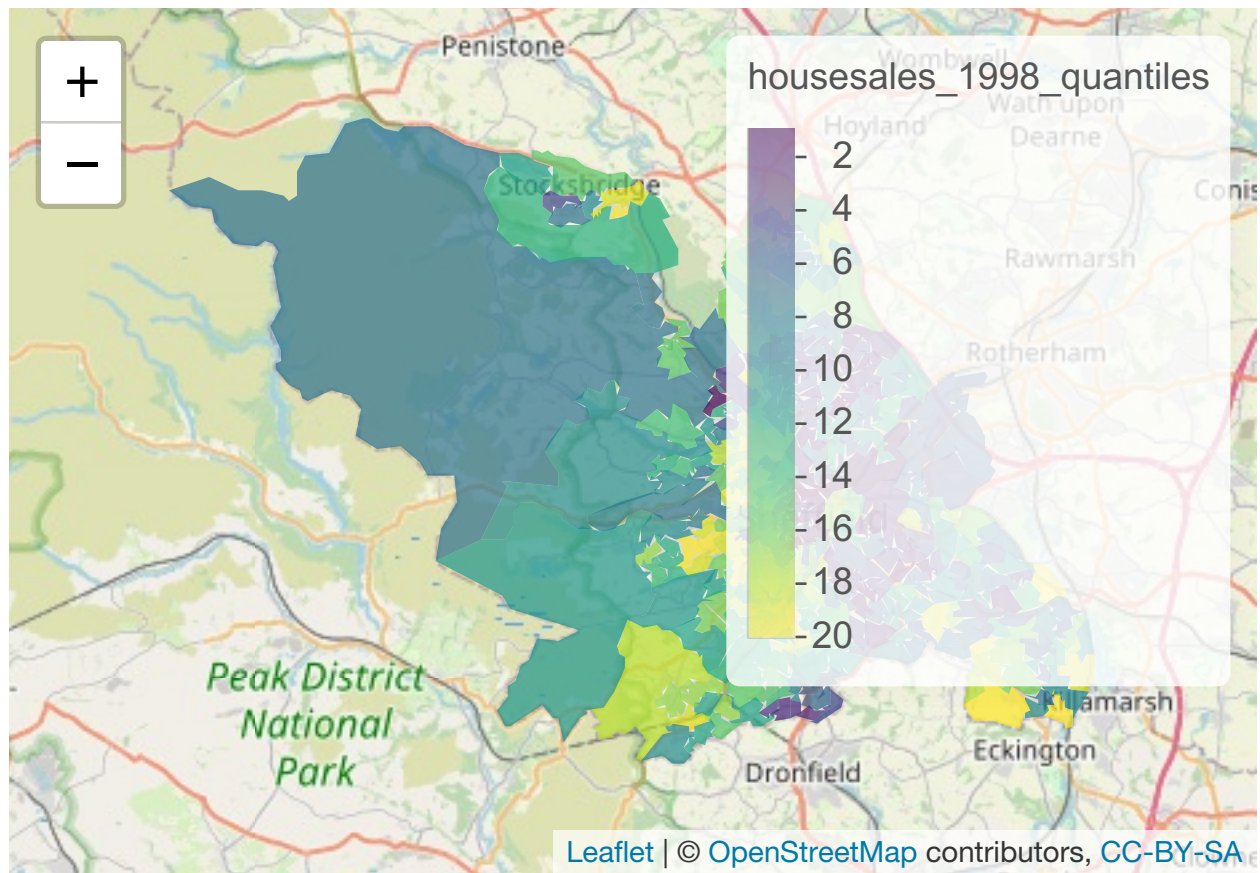 +
−
Penistone
Wombwell
housesales_1998_quantiles
Wath upon
Dearne
Hoyland
Stocksbridge
2
4
6
8
10
12
14
16
18
20
Conis
Rawmarsh
Rotherham
Peak District
National
Park
Killamarsh
Eckington
Dronfield
Leaflet | © OpenStreetMap contributors, CC-BY-SA